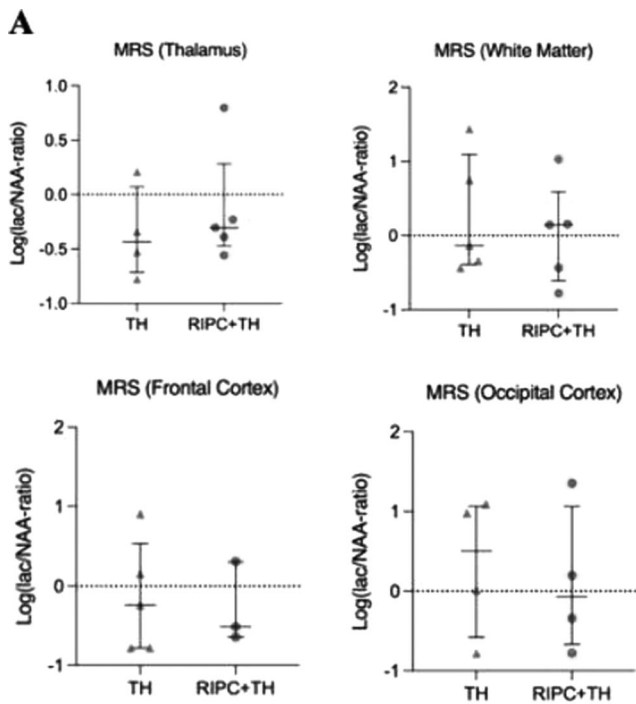 A
MRS (Thalamus)
Log(lac/NAA-ratio)
1.0
0.5
0.0
-0.5
-1.0
TH RIPC+TH
MRS (White Matter)
Log(lac/NAA-ratio)
2
1
0
-1
TH RIPC+TH
MRS (Frontal Cortex)
Log(lac/NAA-ratio)
2
1
0
-1
TH RIPC+TH
MRS (Occipital Cortex)
Log(lac/NAA-ratio)
2
1
0
-1
TH RIPC+TH